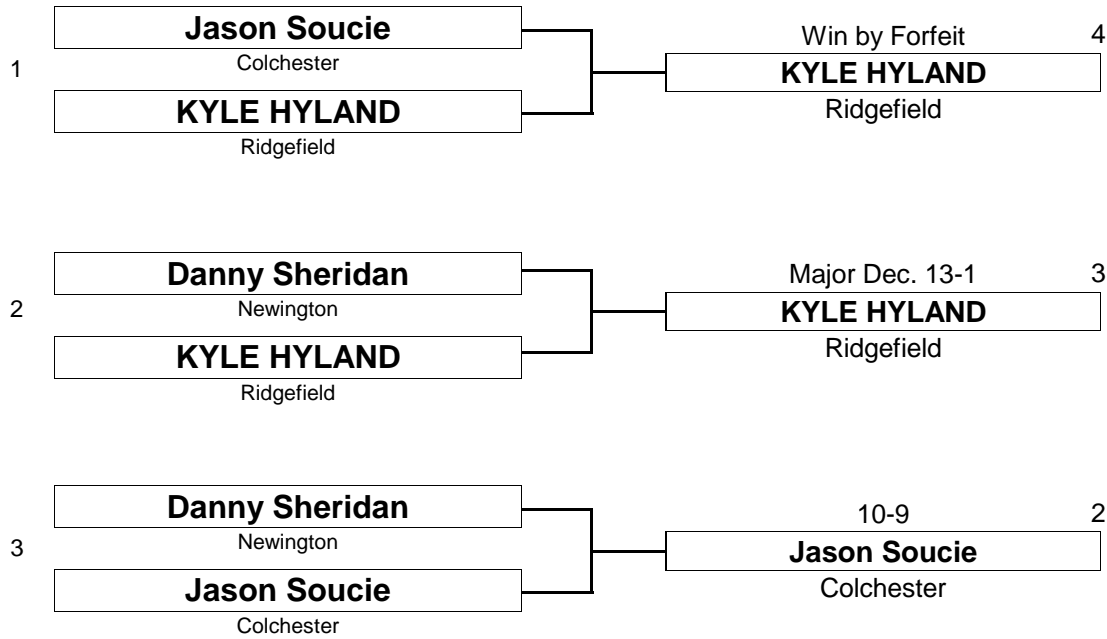 Jason Soucie
Win by Forfeit 4
1 Colchester
KYLE HYLAND
KYLE HYLAND
Ridgefield
Ridgefield
Danny Sheridan
Major Dec. 13-1 3
2 Newington
KYLE HYLAND
KYLE HYLAND
Ridgefield
Ridgefield
Danny Sheridan
10-9 2
3 Newington
Jason Soucie
Jason Soucie
Colchester
Colchester